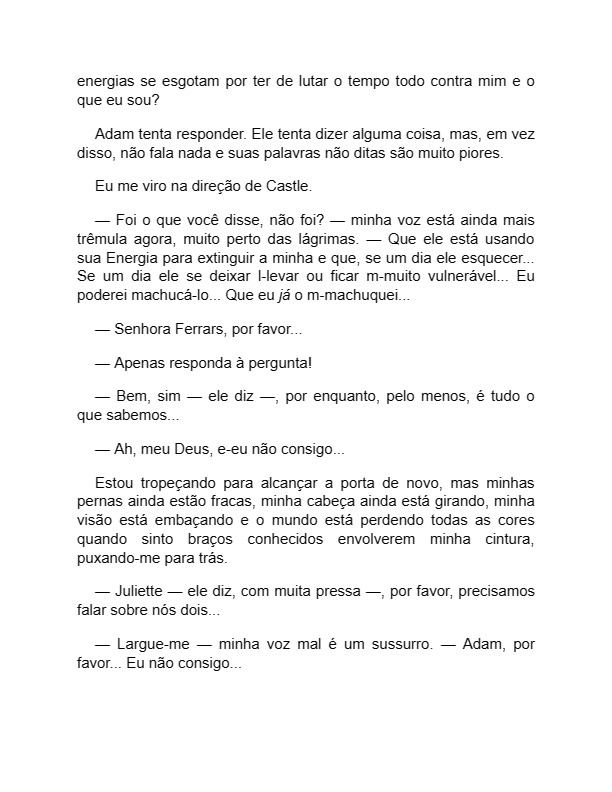 energias se esgotam por ter de lutar o tempo todo contra mim e o
que eu sou?
Adam tenta responder. Ele tenta dizer alguma coisa, mas, em vez
disso, não fala nada e suas palavras não ditas são muito piores.
Eu me viro na direção de Castle.
— Foi o que você disse, não foi? — minha voz está ainda mais
trêmula agora, muito perto das lágrimas. — Que ele está usando
sua Energia para extinguir a minha e que, se um dia ele esquecer...
Se um dia ele se deixar l-levar ou ficar m-muito vulnerável... Eu
poderei machucá-lo... Que eu já o m-machuquei...
— Senhora Ferrars, por favor...
— Apenas responda à pergunta!
— Bem, sim — ele diz —, por enquanto, pelo menos, é tudo o
que sabemos...
— Ah, meu Deus, e-eu não consigo...
Estou tropeçando para alcançar a porta de novo, mas minhas
pernas ainda estão fracas, minha cabeça ainda está girando, minha
visão está embaçando e o mundo está perdendo todas as cores
quando sinto braços conhecidos envolverem minha cintura,
puxando-me para trás.
— Juliette — ele diz, com muita pressa —, por favor, precisamos
falar sobre nós dois...
— Largue-me — minha voz mal é um sussurro. — Adam, por
favor... Eu não consigo...